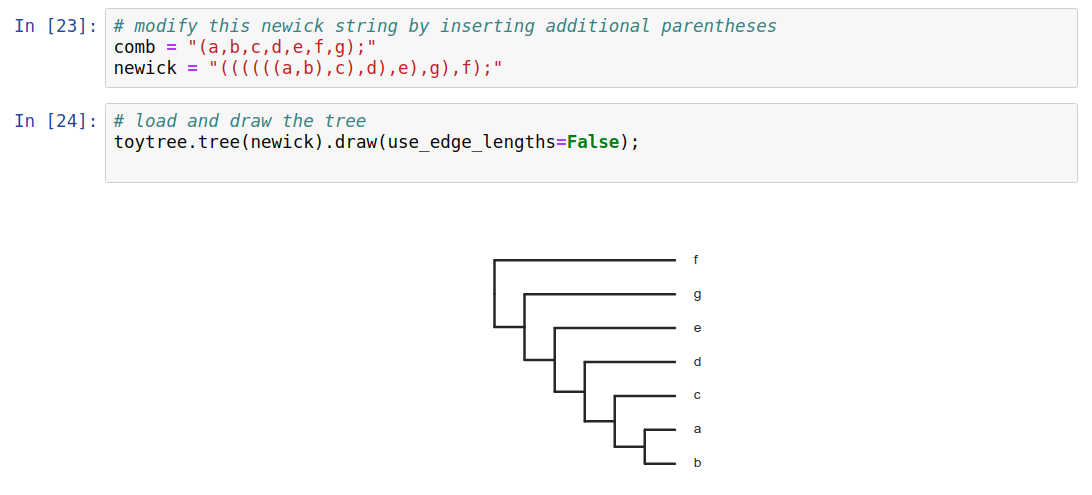 In [23]: # modify this newick string by inserting additional parentheses
comb = "(a,b,c,d,e,f,g);"
newick = "((((((a,b),c),d),e),g),f);"
In [24]: # load and draw the tree
toytree.tree(newick).draw(use_edge_lengths=False);
f
g
e
d
c
a
b